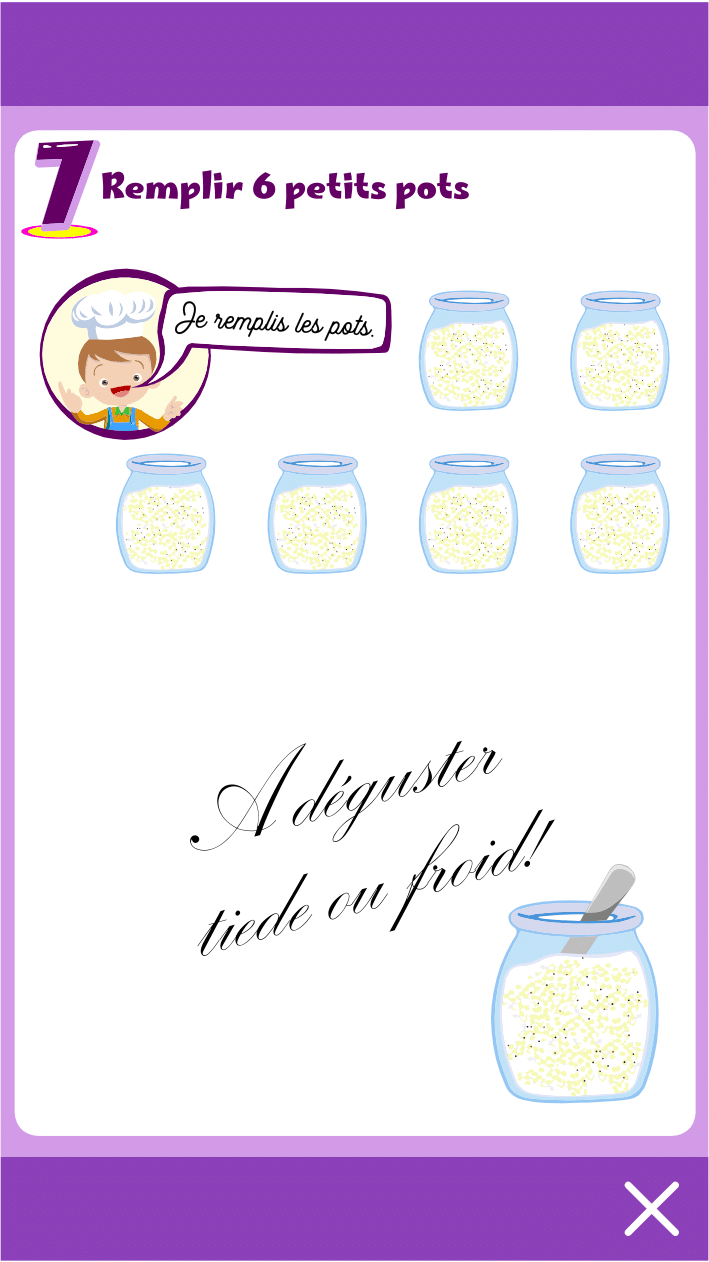 7
Remplir 6 petits pots
Je remplis les pots.
A déguster
tiede ou froid!